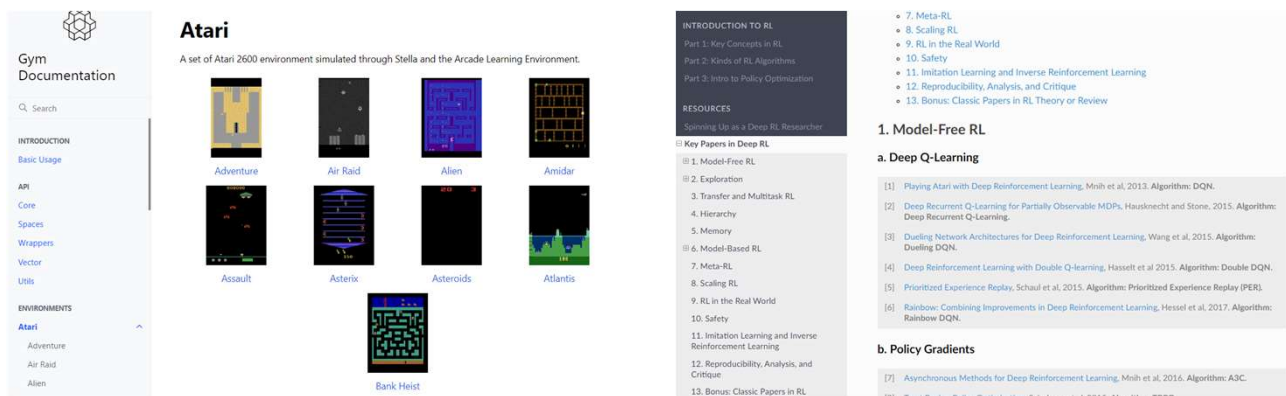 Gym
Documentation
Search
INTRODUCTION
Basic Usage
API
Core
Spaces
Wrappers
Vector
Utils
ENVIRONMENTS
Atari
Adventure
Air Raid
Alien
Atari
A set of Atari 2600 environment simulated through Stella and the Arcade Learning Environment.
Adventure
Air Raid
Alien
Amidar
Assault
Asterix
Asteroids
Atlantis
Bank Heist
INTRODUCTION TO RL
Part 1: Key Concepts in RL
Part 2: Kinds of RL Algorithms
Part 3: Intro to Policy Optimization
RESOURCES
Spinning Up as a Deep RL Researcher
Key Papers in Deep RL
1. Model-Free RL
2. Exploration
3. Transfer and Multitask RL
4. Hierarchy
5. Memory
6. Model-Based RL
7. Meta-RL
8. Scaling RL
9. RL in the Real World
10. Safety
11. Imitation Learning and Inverse
Reinforcement Learning
12. Reproducibility, Analysis, and
Critique
13. Bonus: Classic Papers in RL
7. Meta-RL
8. Scaling RL
9. RL in the Real World
10. Safety
11. Imitation Learning and Inverse Reinforcement Learning
12. Reproducibility, Analysis, and Critique
13. Bonus: Classic Papers in RL Theory or Review
1. Model-Free RL
a. Deep Q-Learning
[1] Playing Atari with Deep Reinforcement Learning, Mnih et al, 2013. Algorithm: DQN.
[2] Deep Recurrent Q-Learning for Partially Observable MDPs, Hausknecht and Stone, 2015. Algorithm:
Deep Recurrent Q-Learning.
[3] Dueling Network Architectures for Deep Reinforcement Learning, Wang et al, 2015. Algorithm:
Dueling DQN.
[4] Deep Reinforcement Learning with Double Q-learning, Hasselt et al 2015. Algorithm: Double DQN.
[5] Prioritized Experience Replay, Schaul et al, 2015. Algorithm: Prioritized Experience Replay (PER).
[6] Rainbow: Combining Improvements in Deep Reinforcement Learning, Hessel et al, 2017. Algorithm:
Rainbow DQN.
b. Policy Gradients
[7] Asynchronous Methods for Deep Reinforcement Learning, Mnih et al, 2016. Algorithm: A3C.